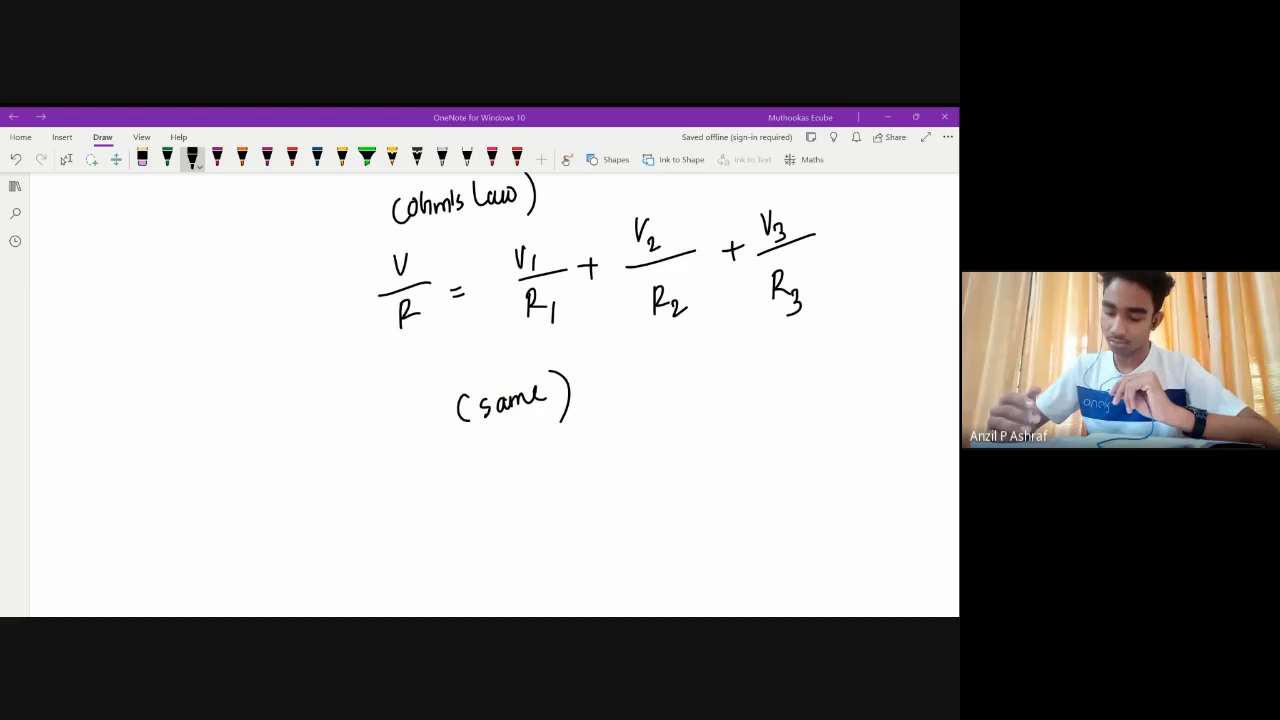 OneNote for Windows 10
Muthookas Ecube
Home Insert Draw View Help
Saved offline (sign-in required)
Share
Shapes
Ink to Shape
Ink to Text
Maths
(Ohm's Law)
V/R = V1/R1 + V2/R2 + V3/R3
(same)
Anzil P Ashraf